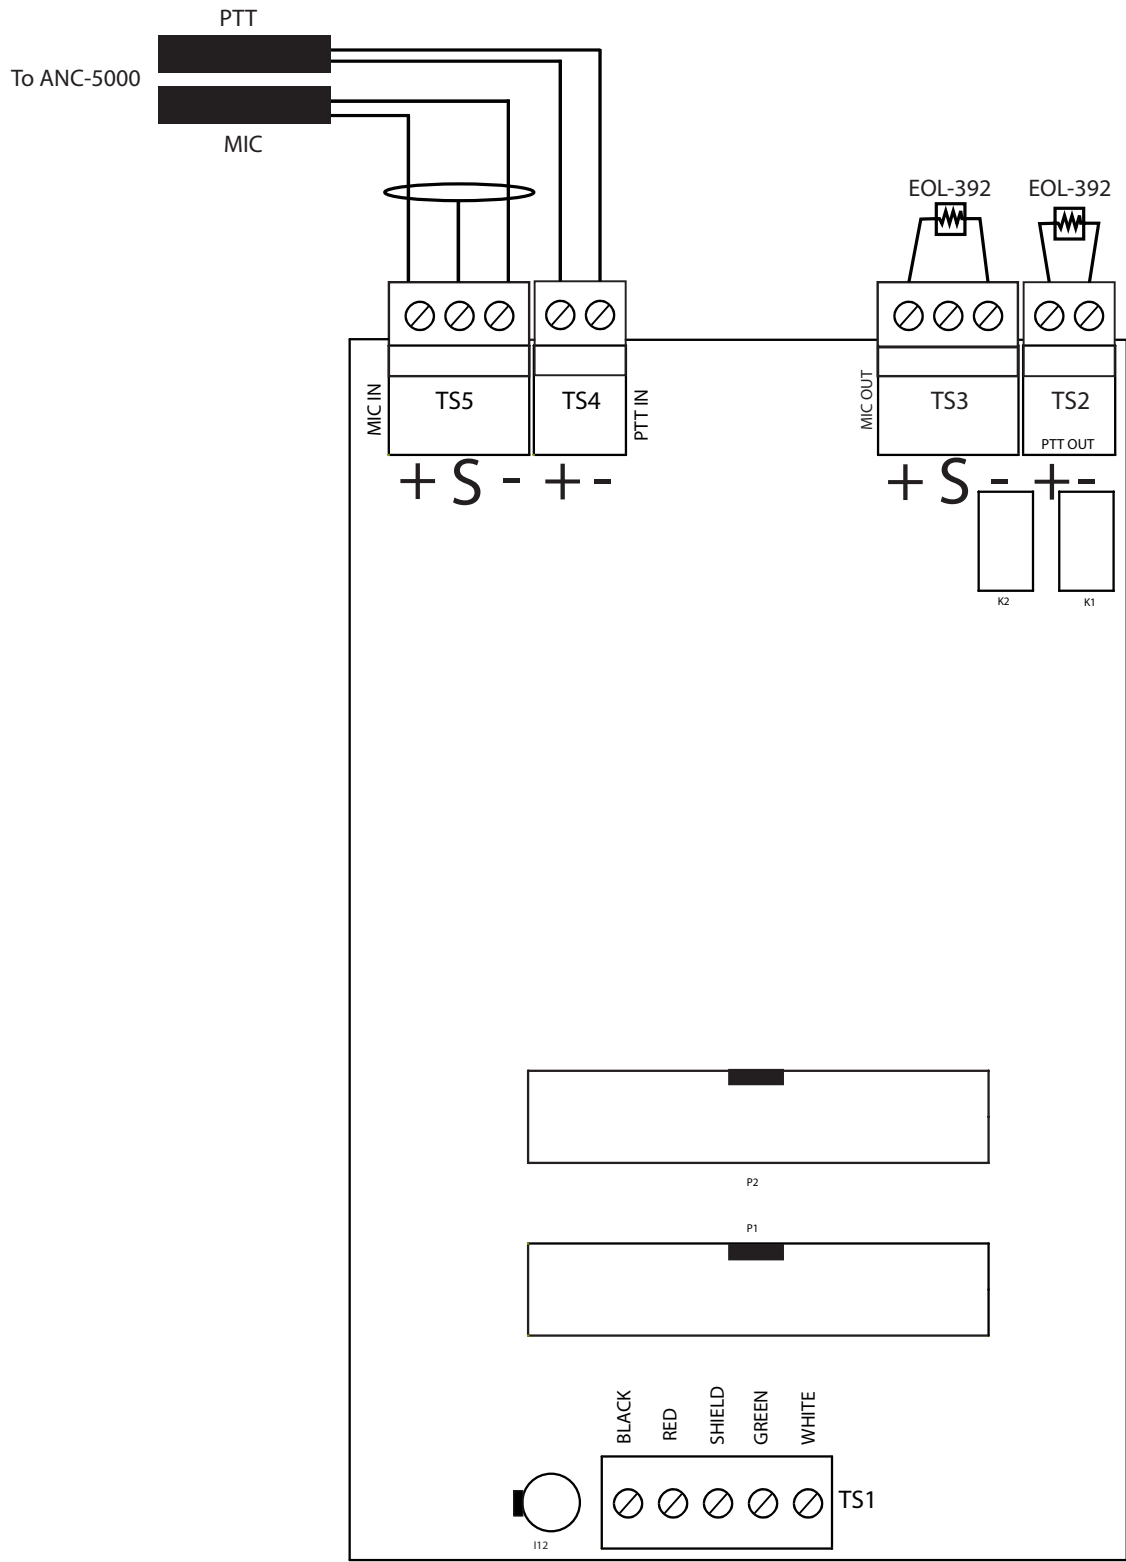 PTT
To ANC-5000
MIC
EOL-392
EOL-392
MIC IN
TS5
TS4
PTT IN
MIC OUT
TS3
TS2
PTT OUT
+ S - + -
+ S - + -
K2
K1
P2
P1
BLACK
RED
SHIELD
GREEN
WHITE
TS1
I12